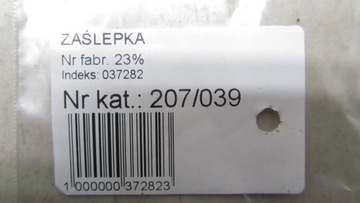 ZAŚLEPKA
Nr fabr. 23%
Indeks: 037282
Nr kat.: 207/039
1 000000 372823